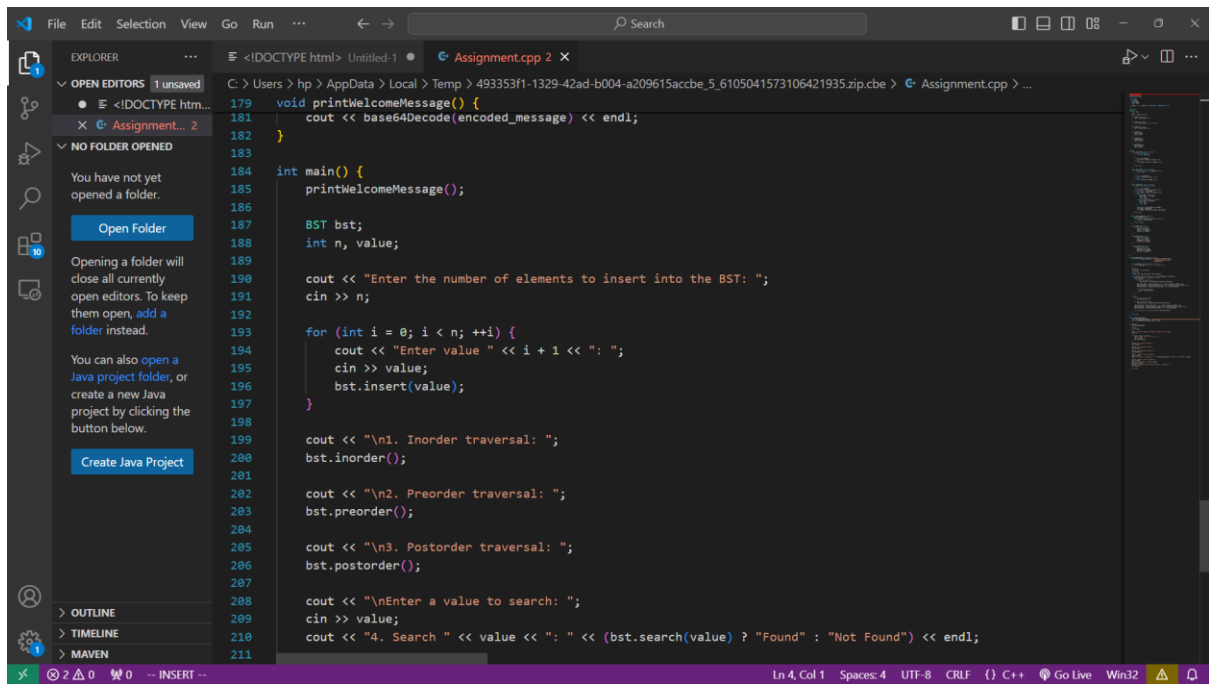 File Edit Selection View Go Run ··· ← → Search
EXPLORER ···
OPEN EDITORS 1 unsaved
<!DOCTYPE htm...
Assignment... 2
NO FOLDER OPENED
You have not yet
opened a folder.
Open Folder
Opening a folder will
close all currently
open editors. To keep
them open, add a
folder instead.
You can also open a
Java project folder, or
create a new Java
project by clicking the
button below.
Create Java Project
OUTLINE
TIMELINE
MAVEN
1
10
1
<!DOCTYPE html> Untitled-1 ● Assignment.cpp 2 ×
C: > Users > hp > AppData > Local > Temp > 493353f1-1329-42ad-b004-a209615accbe_5_6105041573106421935.zip.cbe > Assignment.cpp > ...
179 void printWelcomeMessage() {
181     cout << base64Decode(encoded_message) << endl;
182 }
183
184 int main() {
185     printWelcomeMessage();
186
187     BST bst;
188     int n, value;
189
190     cout << "Enter the number of elements to insert into the BST: ";
191     cin >> n;
192
193     for (int i = 0; i < n; ++i) {
194         cout << "Enter value " << i + 1 << ": ";
195         cin >> value;
196         bst.insert(value);
197     }
198
199     cout << "\n1. Inorder traversal: ";
200     bst.inorder();
201
202     cout << "\n2. Preorder traversal: ";
203     bst.preorder();
204
205     cout << "\n3. Postorder traversal: ";
206     bst.postorder();
207
208     cout << "\nEnter a value to search: ";
209     cin >> value;
210     cout << "4. Search " << value << ": " << (bst.search(value) ? "Found" : "Not Found") << endl;
211
2 0 0 -- INSERT -- Ln 4, Col 1 Spaces: 4 UTF-8 CRLF {} C++ Go Live Win32